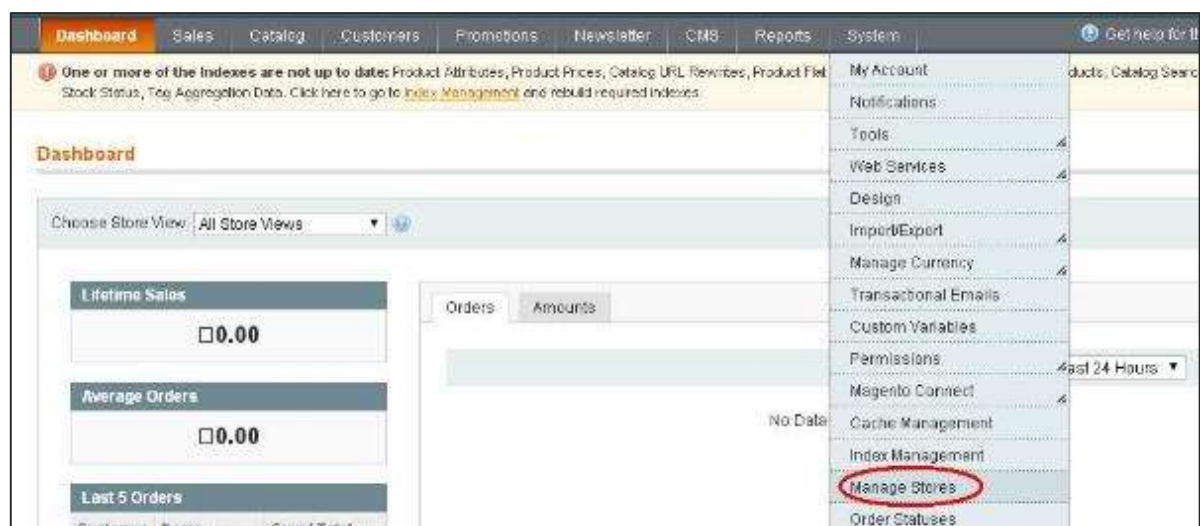 Dashboard Sales Catalog Customers Promotions Newsletter CMS Reports System Get help for th
One or more of the Indexes are not up to date: Product Attributes, Product Prices, Catalog URL Rewrites, Product Flat
ducts, Catalog Searc
Stock Status, Tag Aggregation Data. Click here to go to Index Management and rebuild required indexes.
Dashboard
Choose Store View: All Store Views
Lifetime Sales
0.00
Average Orders
0.00
Last 5 Orders
Customer Items Grand Total
Orders Amounts
ast 24 Hours
No Data
My Account
Notifications
Tools
Web Services
Design
Import/Export
Manage Currency
Transactional Emails
Custom Variables
Permissions
Magento Connect
Cache Management
Index Management
Manage Stores
Order Statuses